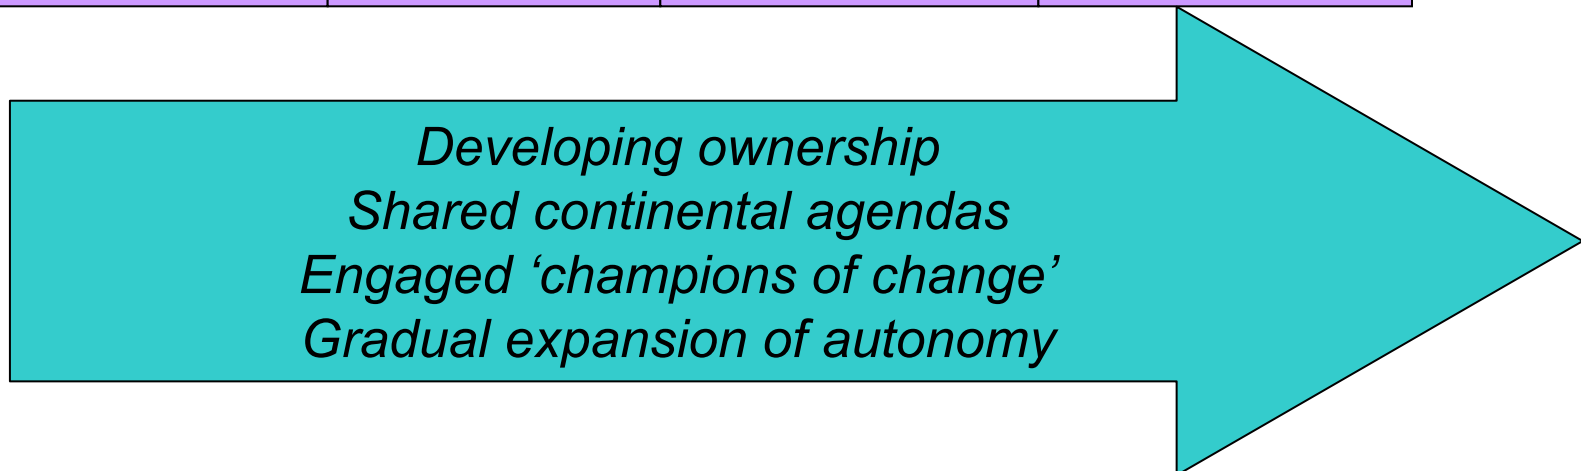 Developing ownership
Shared continental agendas
Engaged ‘champions of change’
Gradual expansion of autonomy